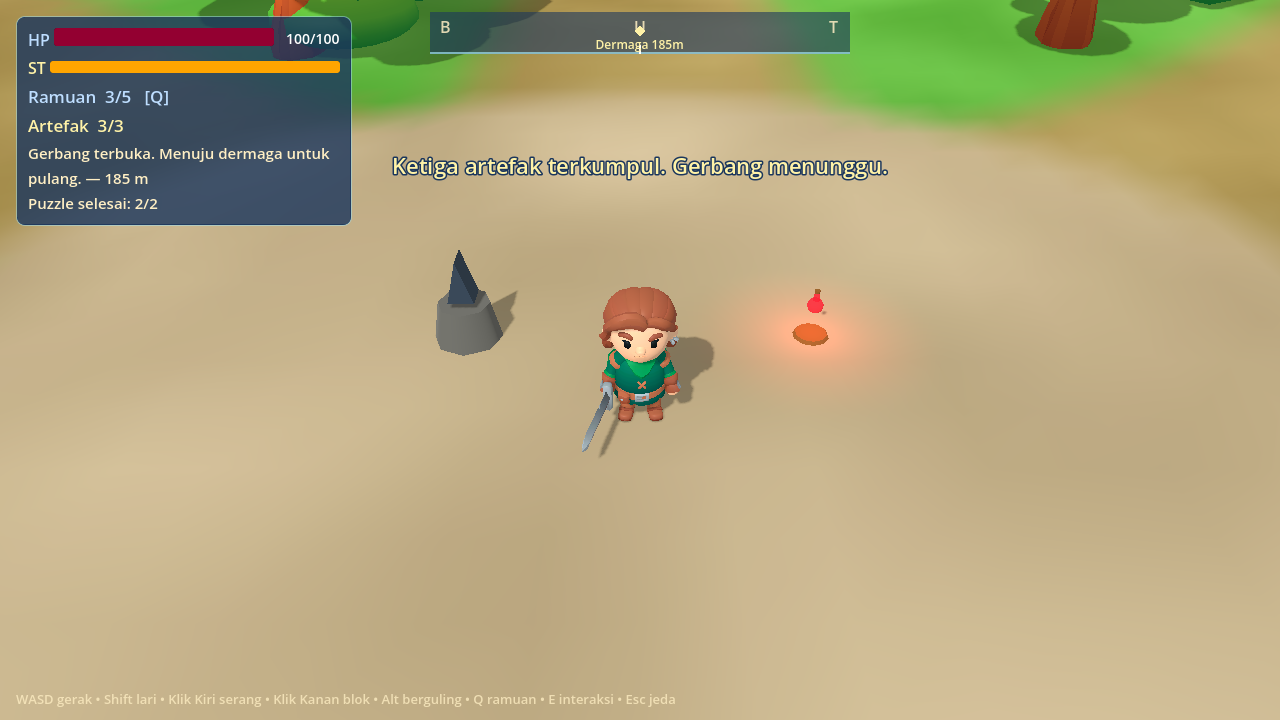 HP 100/100
ST
Ramuan 3/5 [Q]
Artefak 3/3
Gerbang terbuka. Menuju dermaga untuk
pulang. — 185 m
Puzzle selesai: 2/2
B U T
Dermaga 185m
Ketiga artefak terkumpul. Gerbang menunggu.
WASD gerak • Shift lari • Klik Kiri serang • Klik Kanan blok • Alt berguling • Q ramuan • E interaksi • Esc jeda